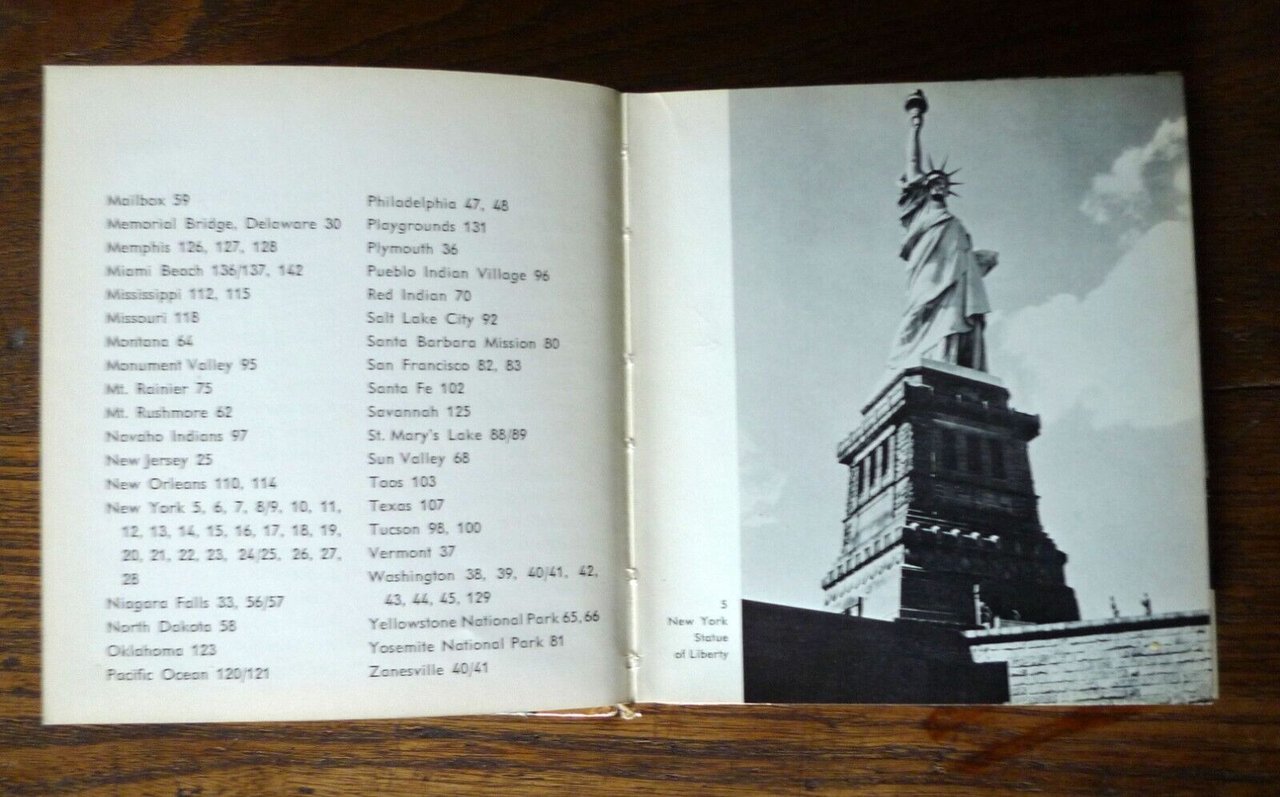 Mailbox 59
Memorial Bridge, Delaware 30
Memphis 126, 127, 128
Miami Beach 136/137, 142
Mississippi 112, 115
Missouri 118
Montana 64
Monument Valley 95
Mt. Rainier 75
Mt. Rushmore 62
Navaho Indians 97
New Jersey 25
New Orleans 110, 114
New York 5, 6, 7, 8/9, 10, 11,
12, 13, 14, 15, 16, 17, 18, 19,
20, 21, 22, 23, 24/25, 26, 27,
28
Niagara Falls 33, 56/57
North Dakota 58
Oklahoma 123
Pacific Ocean 120/121
Philadelphia 47, 48
Playgrounds 131
Plymouth 36
Pueblo Indian Village 96
Red Indian 70
Salt Lake City 92
Santa Barbara Mission 80
San Francisco 82, 83
Santa Fe 102
Savannah 125
St. Mary's Lake 88/89
Sun Valley 68
Taos 103
Texas 107
Tucson 98, 100
Vermont 37
Washington 38, 39, 40/41, 42,
43, 44, 45, 129
Yellowstone National Park 65, 66
Yosemite National Park 81
Zanesville 40/41
5
New York
Statue
of Liberty